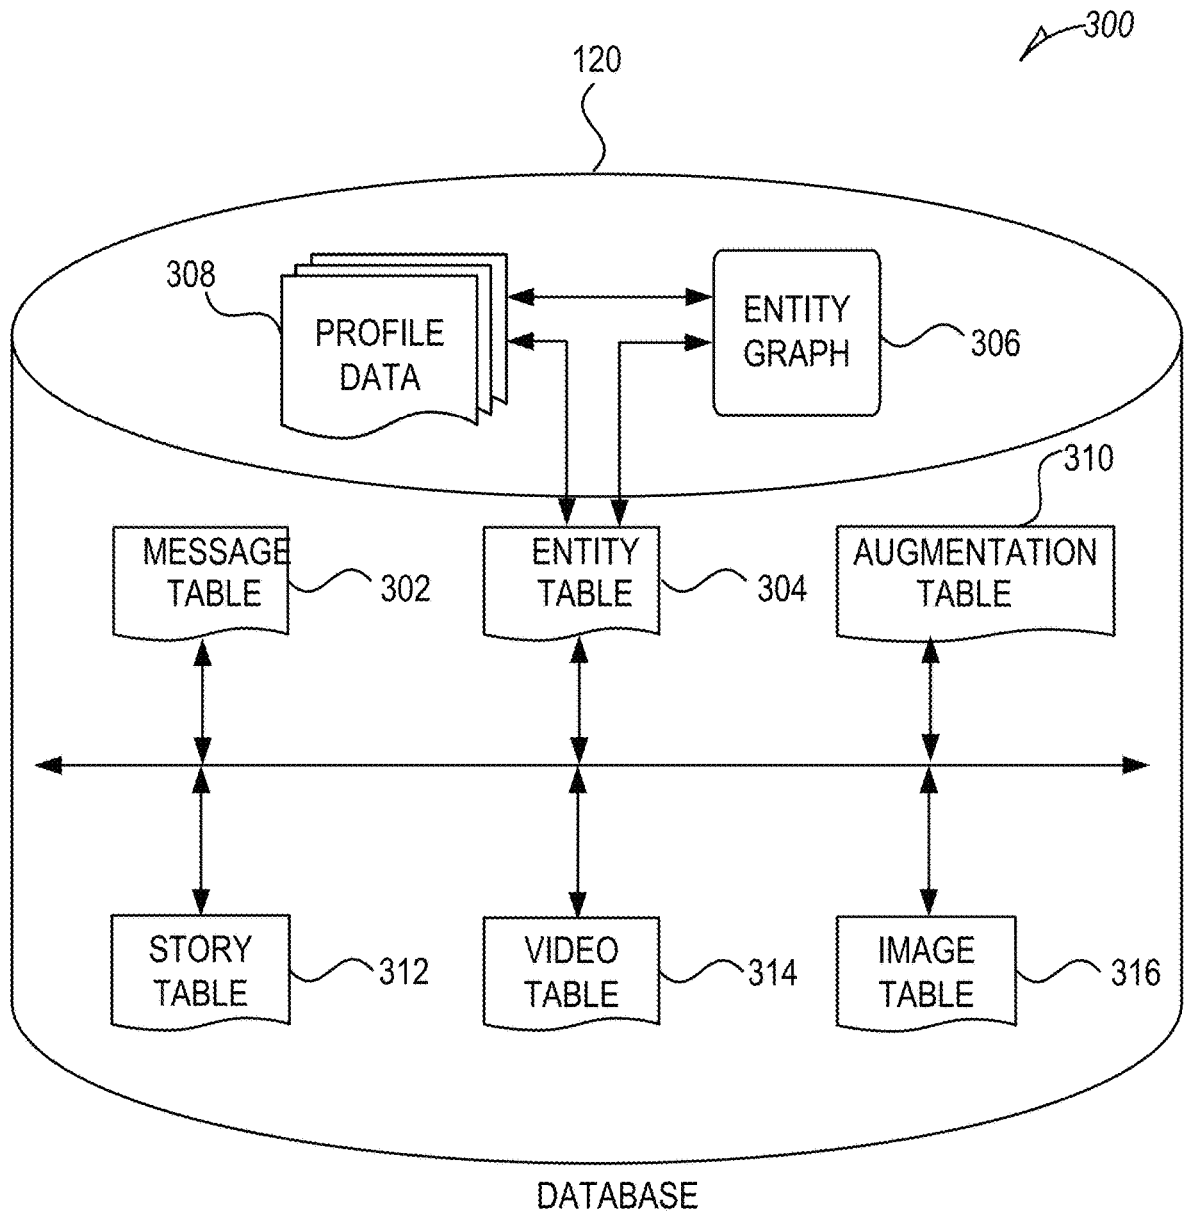 300
120
308
PROFILE
DATA
ENTITY
GRAPH
306
310
MESSAGE
TABLE
302
ENTITY
TABLE
304
AUGMENTATION
TABLE
STORY
TABLE
312
VIDEO
TABLE
314
IMAGE
TABLE
316
DATABASE